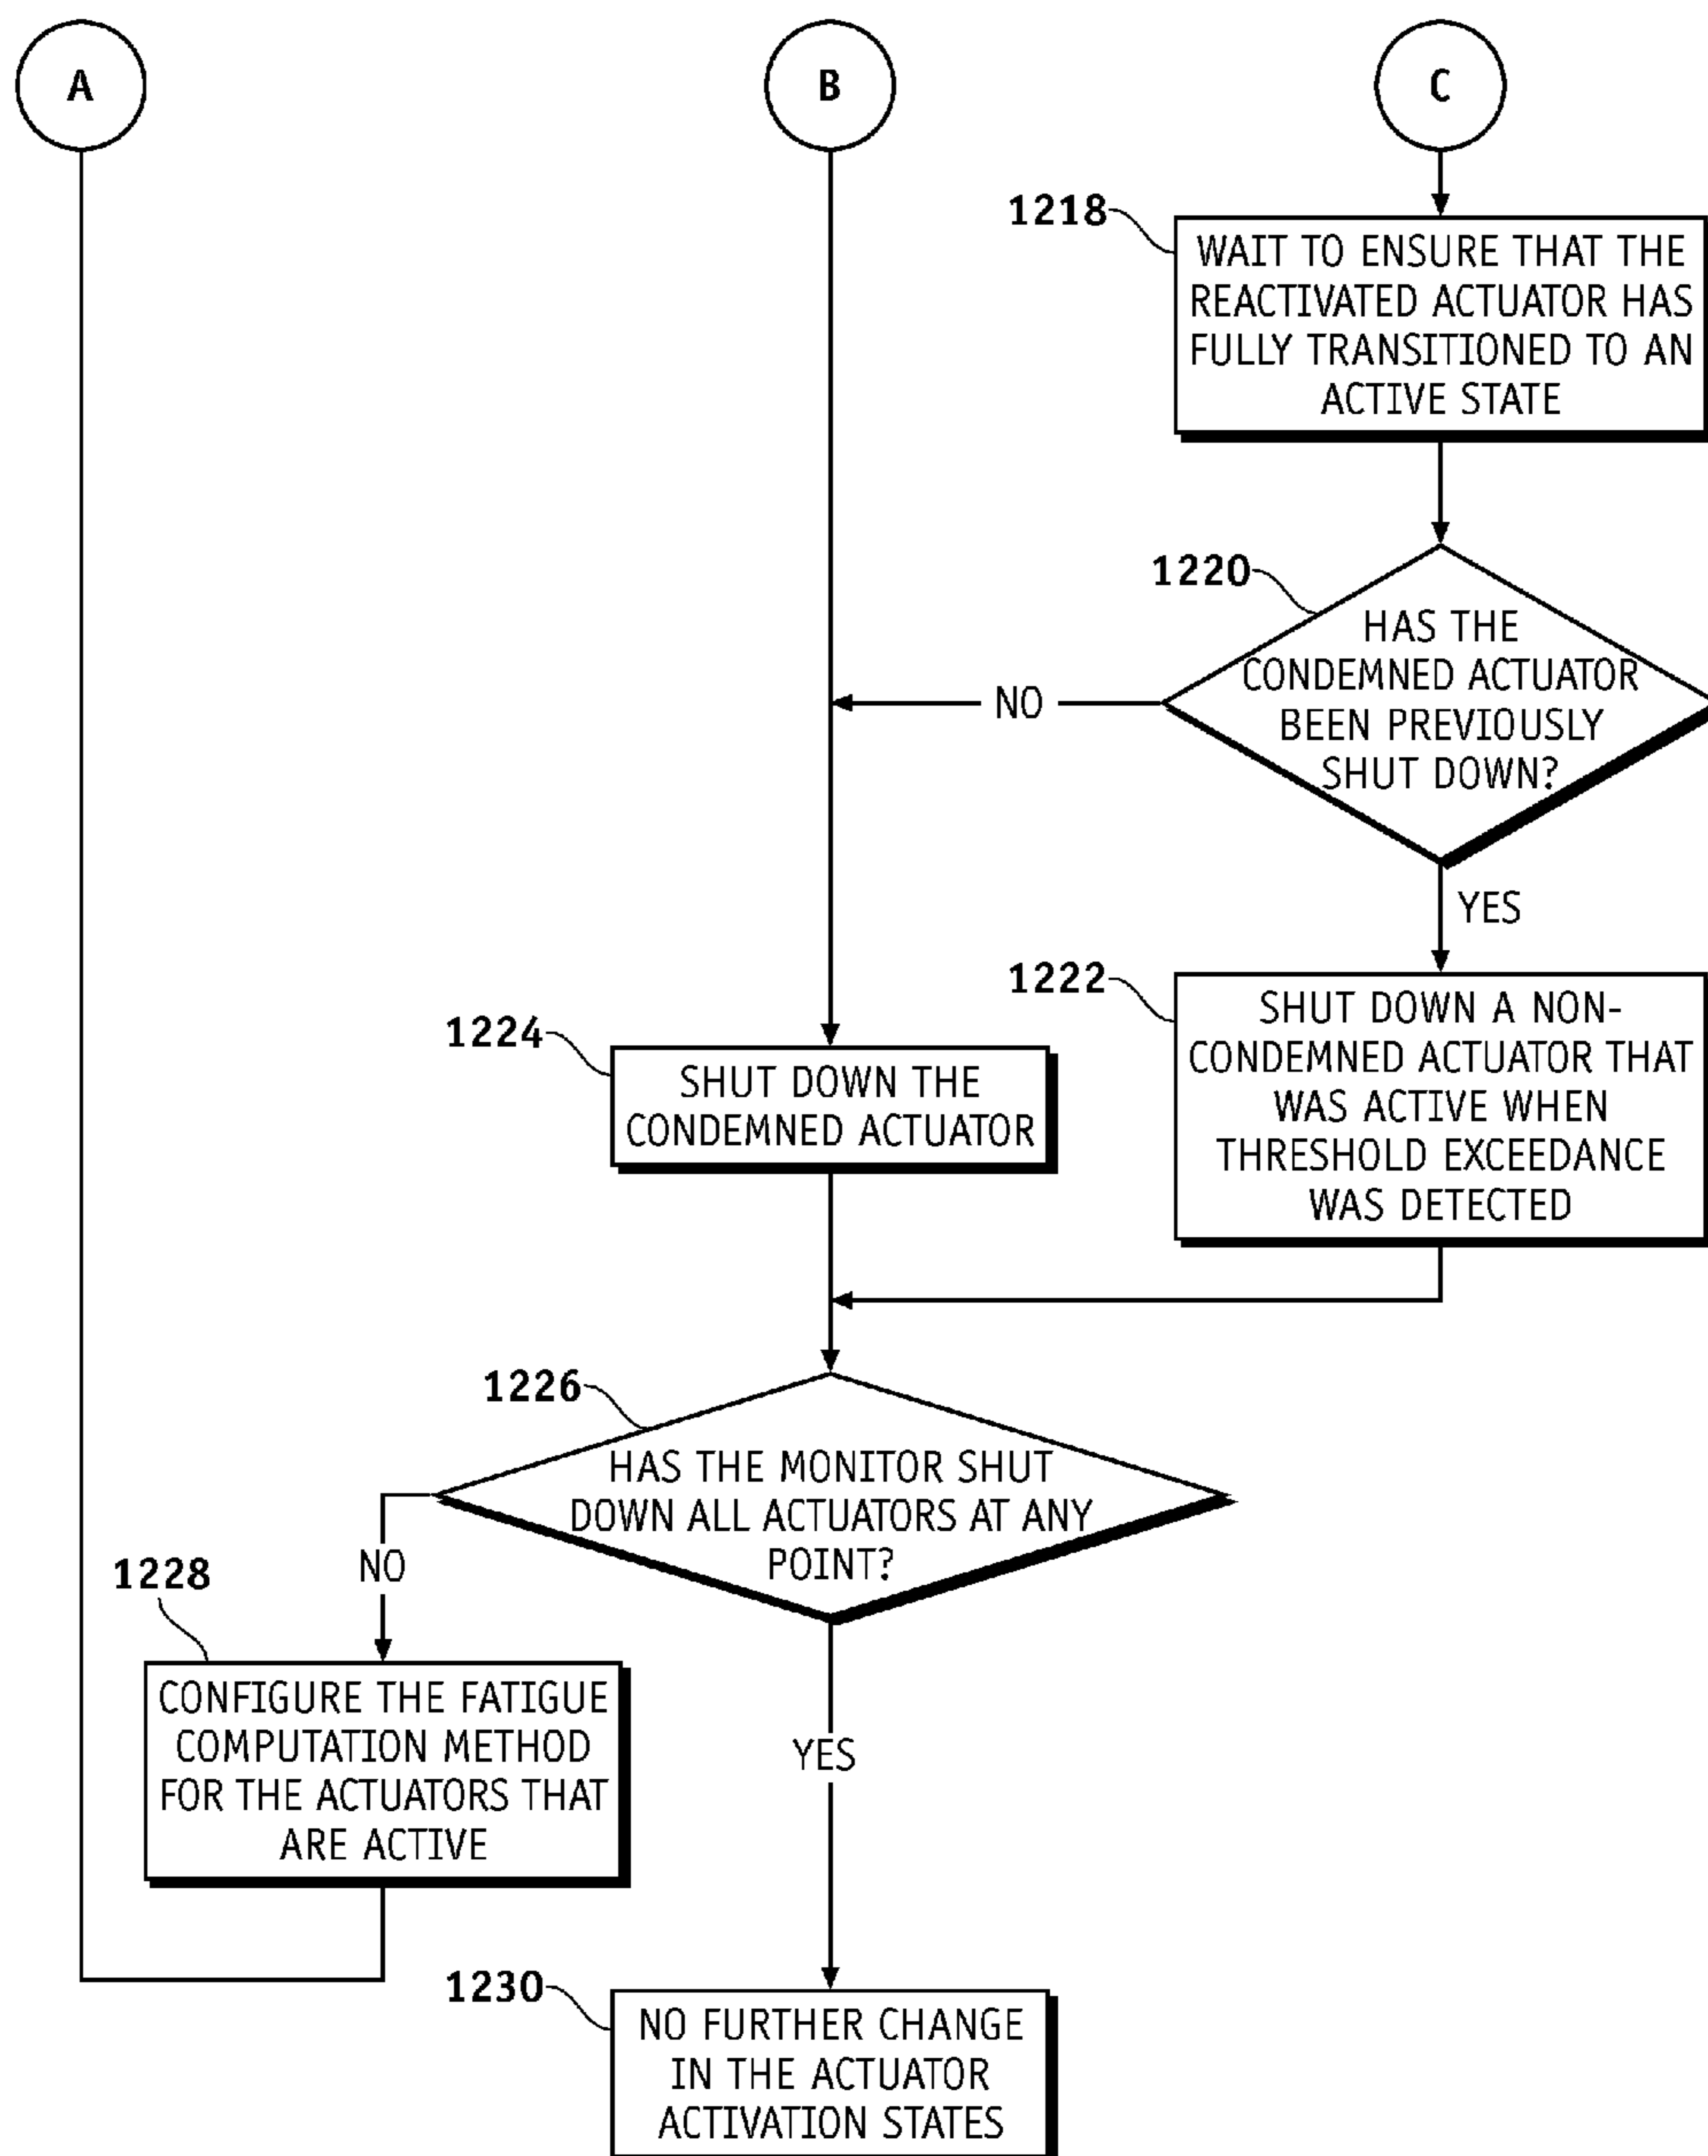 A
B
C
1218
WAIT TO ENSURE THAT THE
REACTIVATED ACTUATOR HAS
FULLY TRANSITIONED TO AN
ACTIVE STATE
1220
HAS THE
CONDEMNED ACTUATOR
BEEN PREVIOUSLY
SHUT DOWN?
NO
YES
1222
SHUT DOWN A NON-
CONDEMNED ACTUATOR THAT
WAS ACTIVE WHEN
THRESHOLD EXCEEDANCE
WAS DETECTED
1224
SHUT DOWN THE
CONDEMNED ACTUATOR
1226
HAS THE MONITOR SHUT
DOWN ALL ACTUATORS AT ANY
POINT?
NO
1228
CONFIGURE THE FATIGUE
COMPUTATION METHOD
FOR THE ACTUATORS THAT
ARE ACTIVE
YES
1230
NO FURTHER CHANGE
IN THE ACTUATOR
ACTIVATION STATES